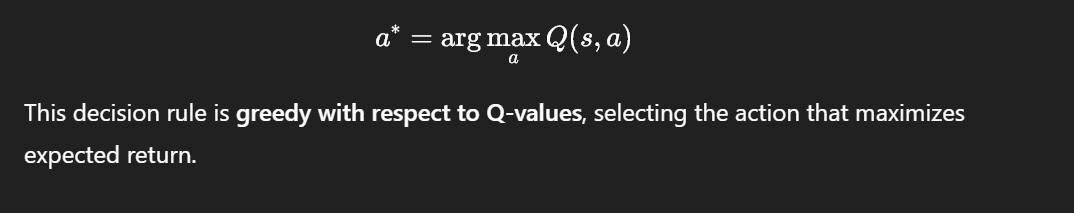 a* = arg max Q(s, a)
a
This decision rule is greedy with respect to Q-values, selecting the action that maximizes
expected return.